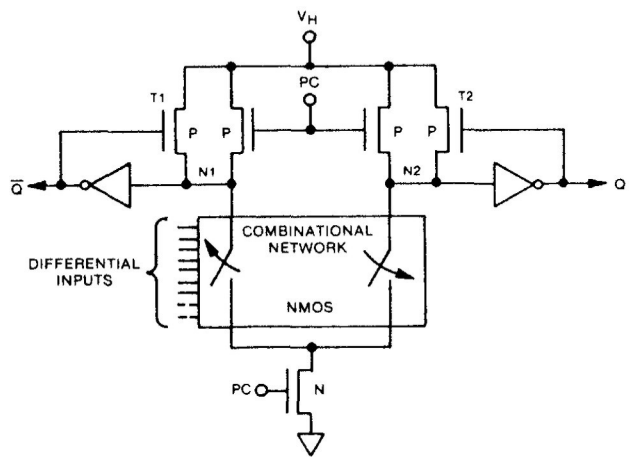 V_H
PC
T1
T2
P
P
P
P
N1
N2
Q̅
Q
COMBINATIONAL
NETWORK
DIFFERENTIAL
INPUTS
NMOS
PC
N